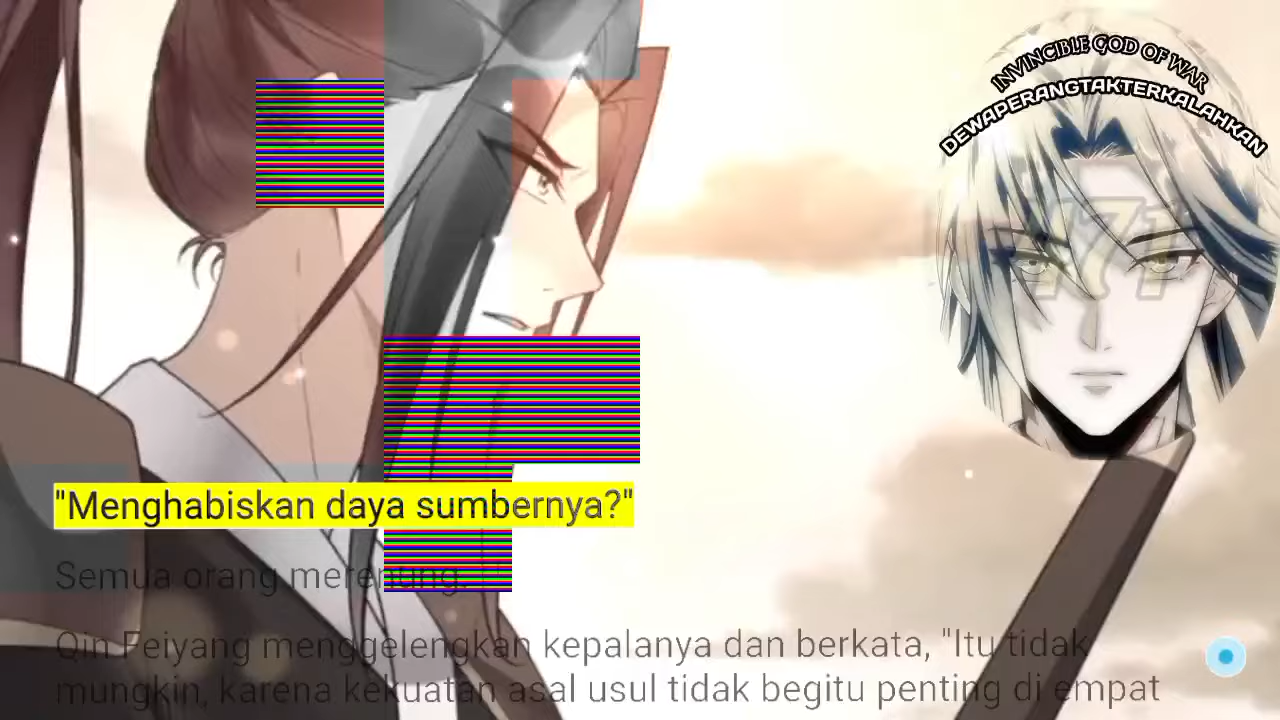 INVINCIBLE GOD OF WAR
DEWAPERANGTAKTERKALAHKAN
171
"Menghabiskan daya sumbernya?"
Semua orang merenung.
Qin Feiyang menggelengkan kepalanya dan berkata, "Itu tidak
mungkin, karena kekuatan asal usul tidak begitu penting di empat